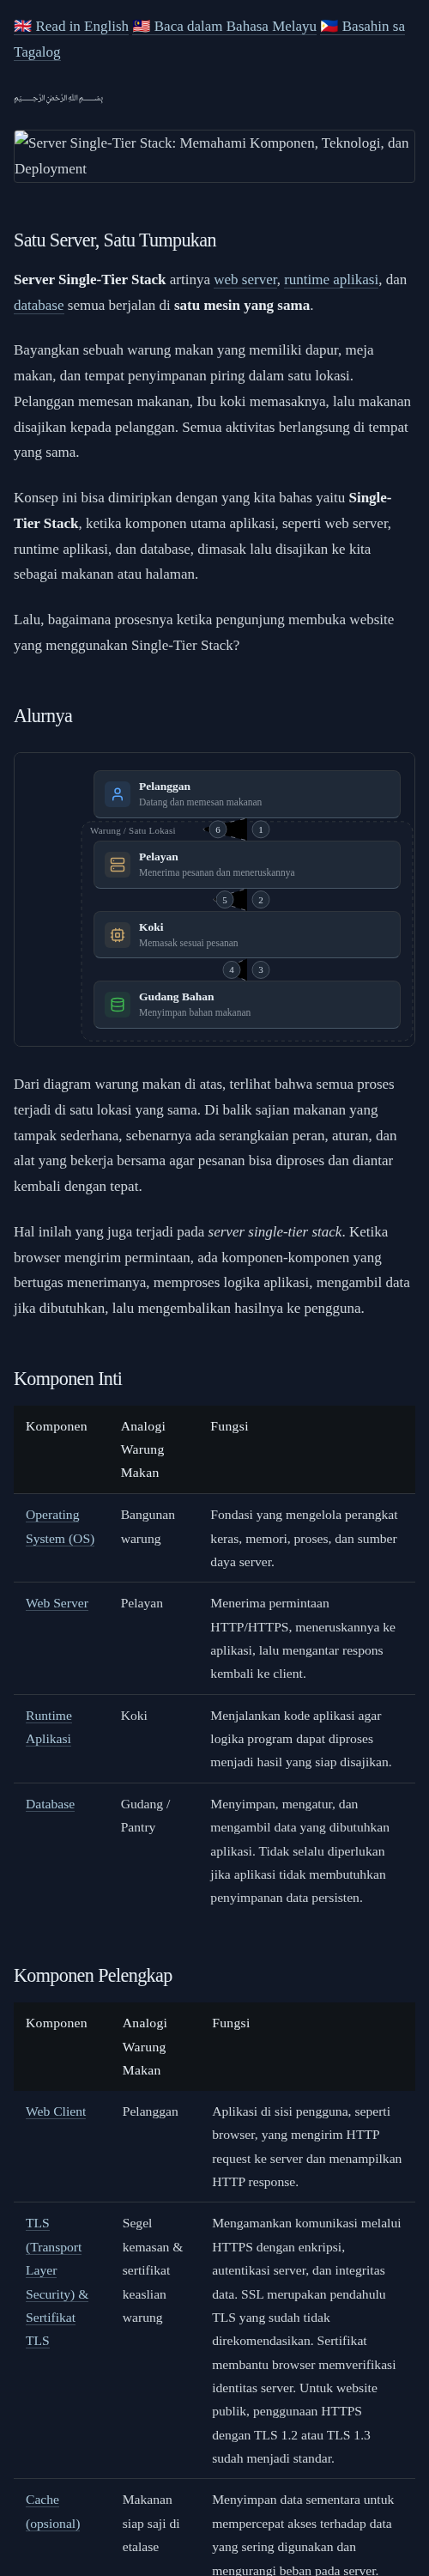 🇬🇧 Read in English 🇲🇾 Baca dalam Bahasa Melayu 🇵🇭 Basahin sa
Tagalog
بِسْمِ اللَّهِ الرَّحْمَٰنِ الرَّحِيمِ
Server Single-Tier Stack: Memahami Komponen, Teknologi, dan
Deployment
Satu Server, Satu Tumpukan
Server Single-Tier Stack artinya web server, runtime aplikasi, dan
database semua berjalan di satu mesin yang sama.
Bayangkan sebuah warung makan yang memiliki dapur, meja
makan, dan tempat penyimpanan piring dalam satu lokasi.
Pelanggan memesan makanan, Ibu koki memasaknya, lalu makanan
disajikan kepada pelanggan. Semua aktivitas berlangsung di tempat
yang sama.
Konsep ini bisa dimiripkan dengan yang kita bahas yaitu Single-
Tier Stack, ketika komponen utama aplikasi, seperti web server,
runtime aplikasi, dan database, dimasak lalu disajikan ke kita
sebagai makanan atau halaman.
Lalu, bagaimana prosesnya ketika pengunjung membuka website
yang menggunakan Single-Tier Stack?
Alurnya
Pelanggan
Datang dan memesan makanan
Warung / Satu Lokasi
6 1
Pelayan
Menerima pesanan dan meneruskannya
5 2
Koki
Memasak sesuai pesanan
4 3
Gudang Bahan
Menyimpan bahan makanan
Dari diagram warung makan di atas, terlihat bahwa semua proses
terjadi di satu lokasi yang sama. Di balik sajian makanan yang
tampak sederhana, sebenarnya ada serangkaian peran, aturan, dan
alat yang bekerja bersama agar pesanan bisa diproses dan diantar
kembali dengan tepat.
Hal inilah yang juga terjadi pada server single-tier stack. Ketika
browser mengirim permintaan, ada komponen-komponen yang
bertugas menerimanya, memproses logika aplikasi, mengambil data
jika dibutuhkan, lalu mengembalikan hasilnya ke pengguna.
Komponen Inti
Komponen
Analogi
Warung
Makan
Fungsi
Operating
System (OS)
Bangunan
warung
Fondasi yang mengelola perangkat
keras, memori, proses, dan sumber
daya server.
Web Server
Pelayan
Menerima permintaan
HTTP/HTTPS, meneruskannya ke
aplikasi, lalu mengantar respons
kembali ke client.
Runtime
Aplikasi
Koki
Menjalankan kode aplikasi agar
logika program dapat diproses
menjadi hasil yang siap disajikan.
Database
Gudang /
Pantry
Menyimpan, mengatur, dan
mengambil data yang dibutuhkan
aplikasi. Tidak selalu diperlukan
jika aplikasi tidak membutuhkan
penyimpanan data persisten.
Komponen Pelengkap
Komponen
Analogi
Warung
Makan
Fungsi
Web Client
Pelanggan
Aplikasi di sisi pengguna, seperti
browser, yang mengirim HTTP
request ke server dan menampilkan
HTTP response.
TLS
(Transport
Layer
Security) &
Sertifikat
TLS
Segel
kemasan &
sertifikat
keaslian
warung
Mengamankan komunikasi melalui
HTTPS dengan enkripsi,
autentikasi server, dan integritas
data. SSL merupakan pendahulu
TLS yang sudah tidak
direkomendasikan. Sertifikat
membantu browser memverifikasi
identitas server. Untuk website
publik, penggunaan HTTPS
dengan TLS 1.2 atau TLS 1.3
sudah menjadi standar.
Cache
(opsional)
Makanan
siap saji di
etalase
Menyimpan data sementara untuk
mempercepat akses terhadap data
yang sering digunakan dan
mengurangi beban pada server.